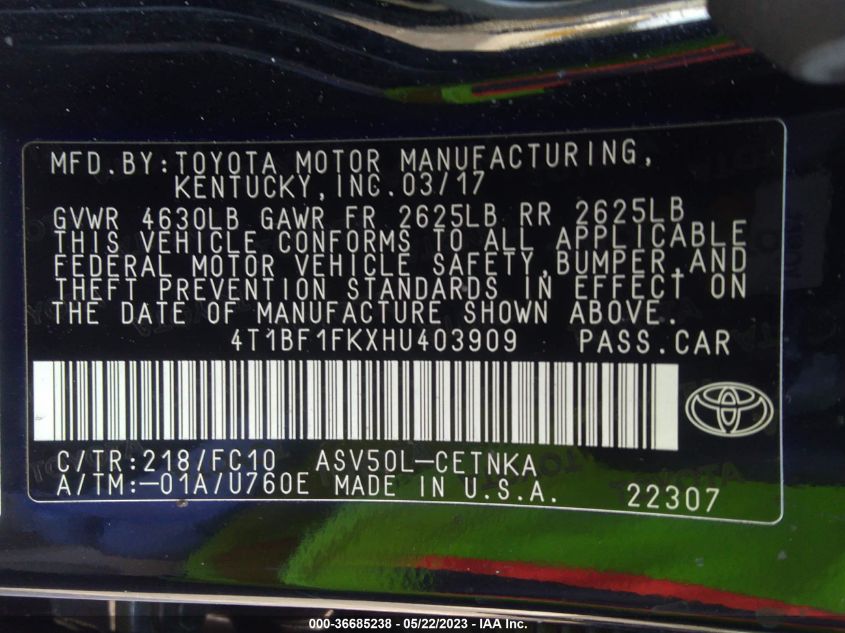 MFD.BY:TOYOTA MOTOR MANUFACTURING,
KENTUCKY,INC.03/17
GVWR 4630LB GAWR FR 2625LB RR 2625LB
THIS VEHICLE CONFORMS TO ALL APPLICABLE
FEDERAL MOTOR VEHICLE SAFETY,BUMPER,AND
THEFT PREVENTION STANDARDS IN EFFECT ON
THE DATE OF MANUFACTURE SHOWN ABOVE.
4T1BF1FKXHU403909 PASS.CAR
C/TR:218/FC10 ASV50L-CETNKA
A/TM:-01A/U760E MADE IN U.S.A. 22307
000-36685238 - 05/22/2023 - IAA Inc.